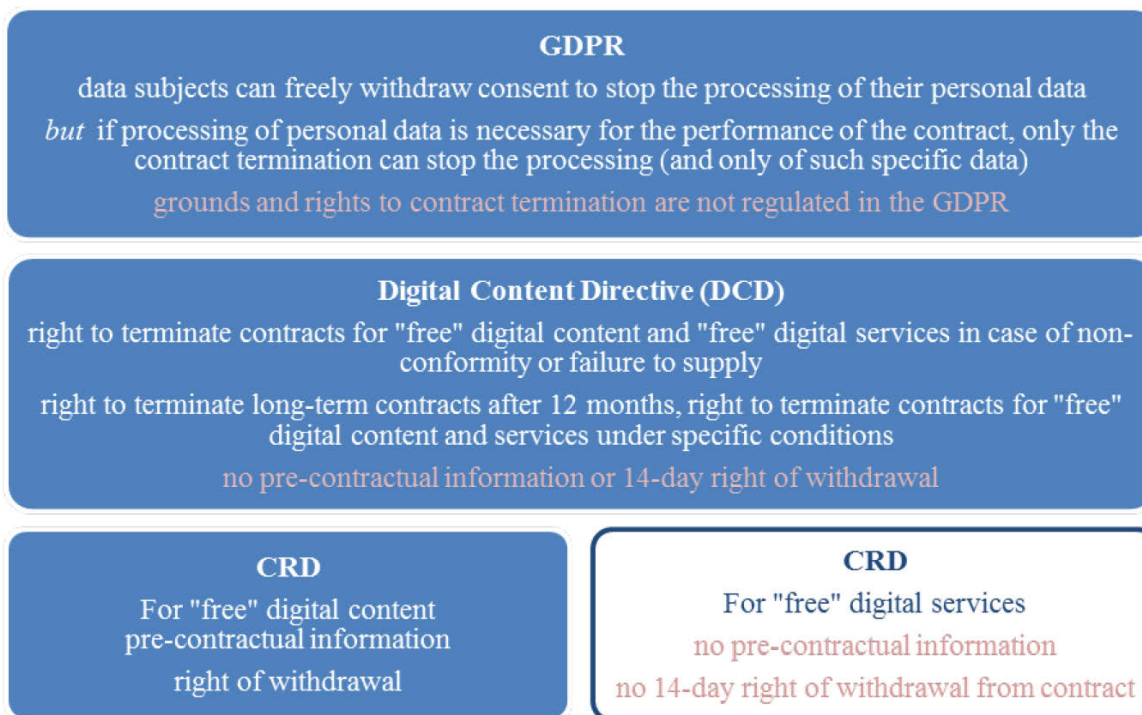 GDPR
data subjects can freely withdraw consent to stop the processing of their personal data
but if processing of personal data is necessary for the performance of the contract, only the
contract termination can stop the processing (and only of such specific data)
grounds and rights to contract termination are not regulated in the GDPR
Digital Content Directive (DCD)
right to terminate contracts for "free" digital content and "free" digital services in case of non-
conformity or failure to supply
right to terminate long-term contracts after 12 months, right to terminate contracts for "free"
digital content and services under specific conditions
no pre-contractual information or 14-day right of withdrawal
CRD
For "free" digital content
pre-contractual information
right of withdrawal
CRD
For "free" digital services
no pre-contractual information
no 14-day right of withdrawal from contract